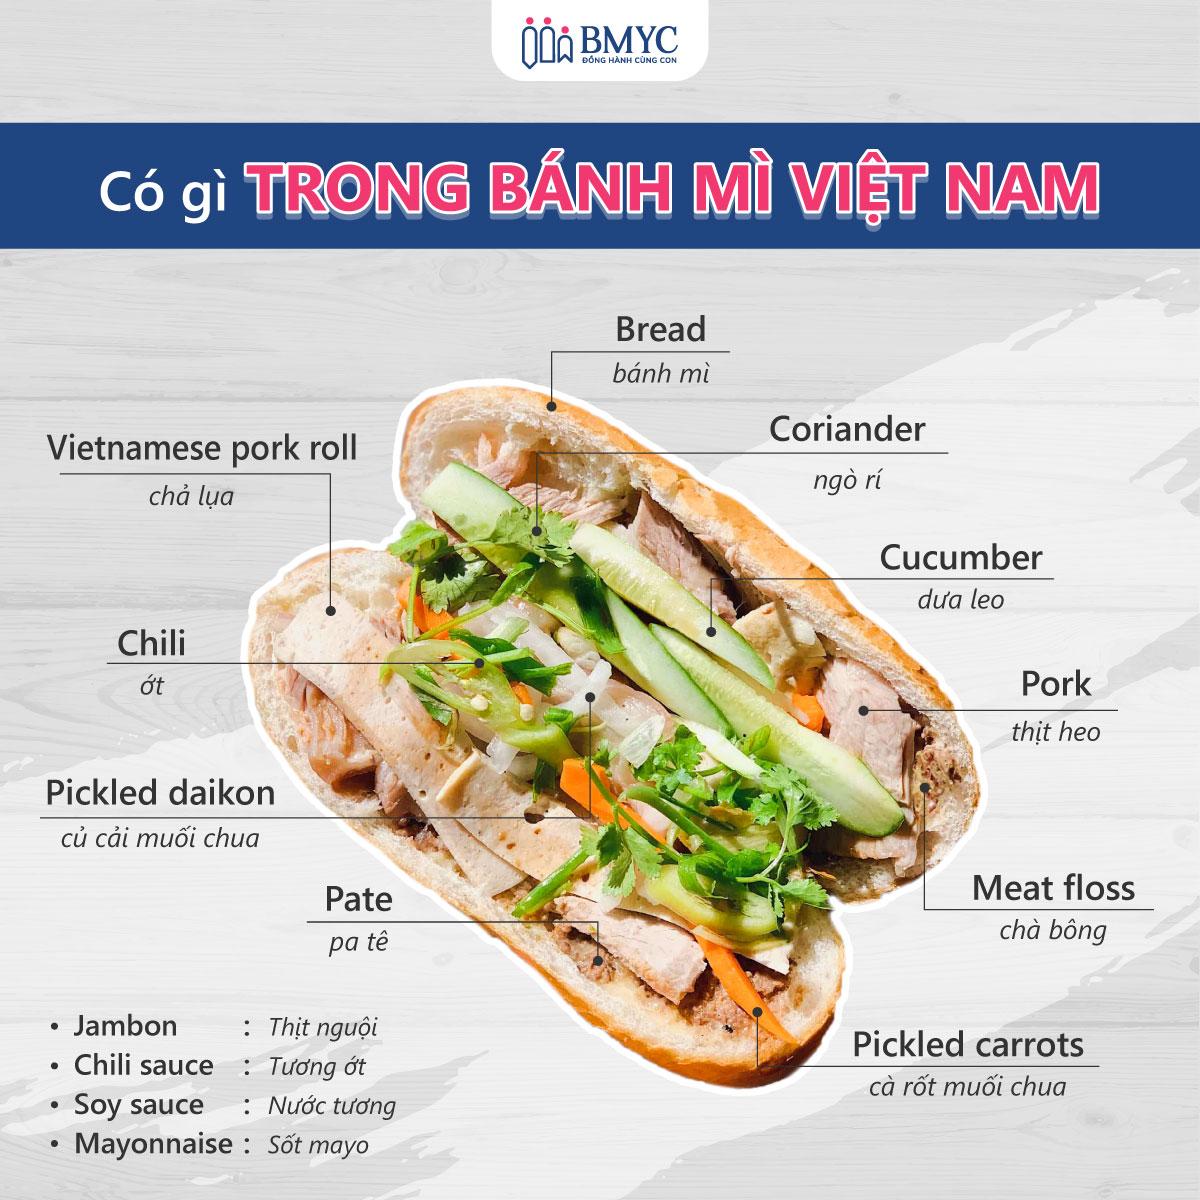 BMYC
ĐỒNG HÀNH CÙNG CON
Có gì TRONG BÁNH MÌ VIỆT NAM
Bread
bánh mì
Coriander
ngò rí
Vietnamese pork roll
chả lụa
Cucumber
dưa leo
Chili
ớt
Pork
thịt heo
Pickled daikon
củ cải muối chua
Meat floss
chà bông
Pate
pa tê
Pickled carrots
cà rốt muối chua
• Jambon : Thịt nguội
• Chili sauce : Tương ớt
• Soy sauce : Nước tương
• Mayonnaise : Sốt mayo